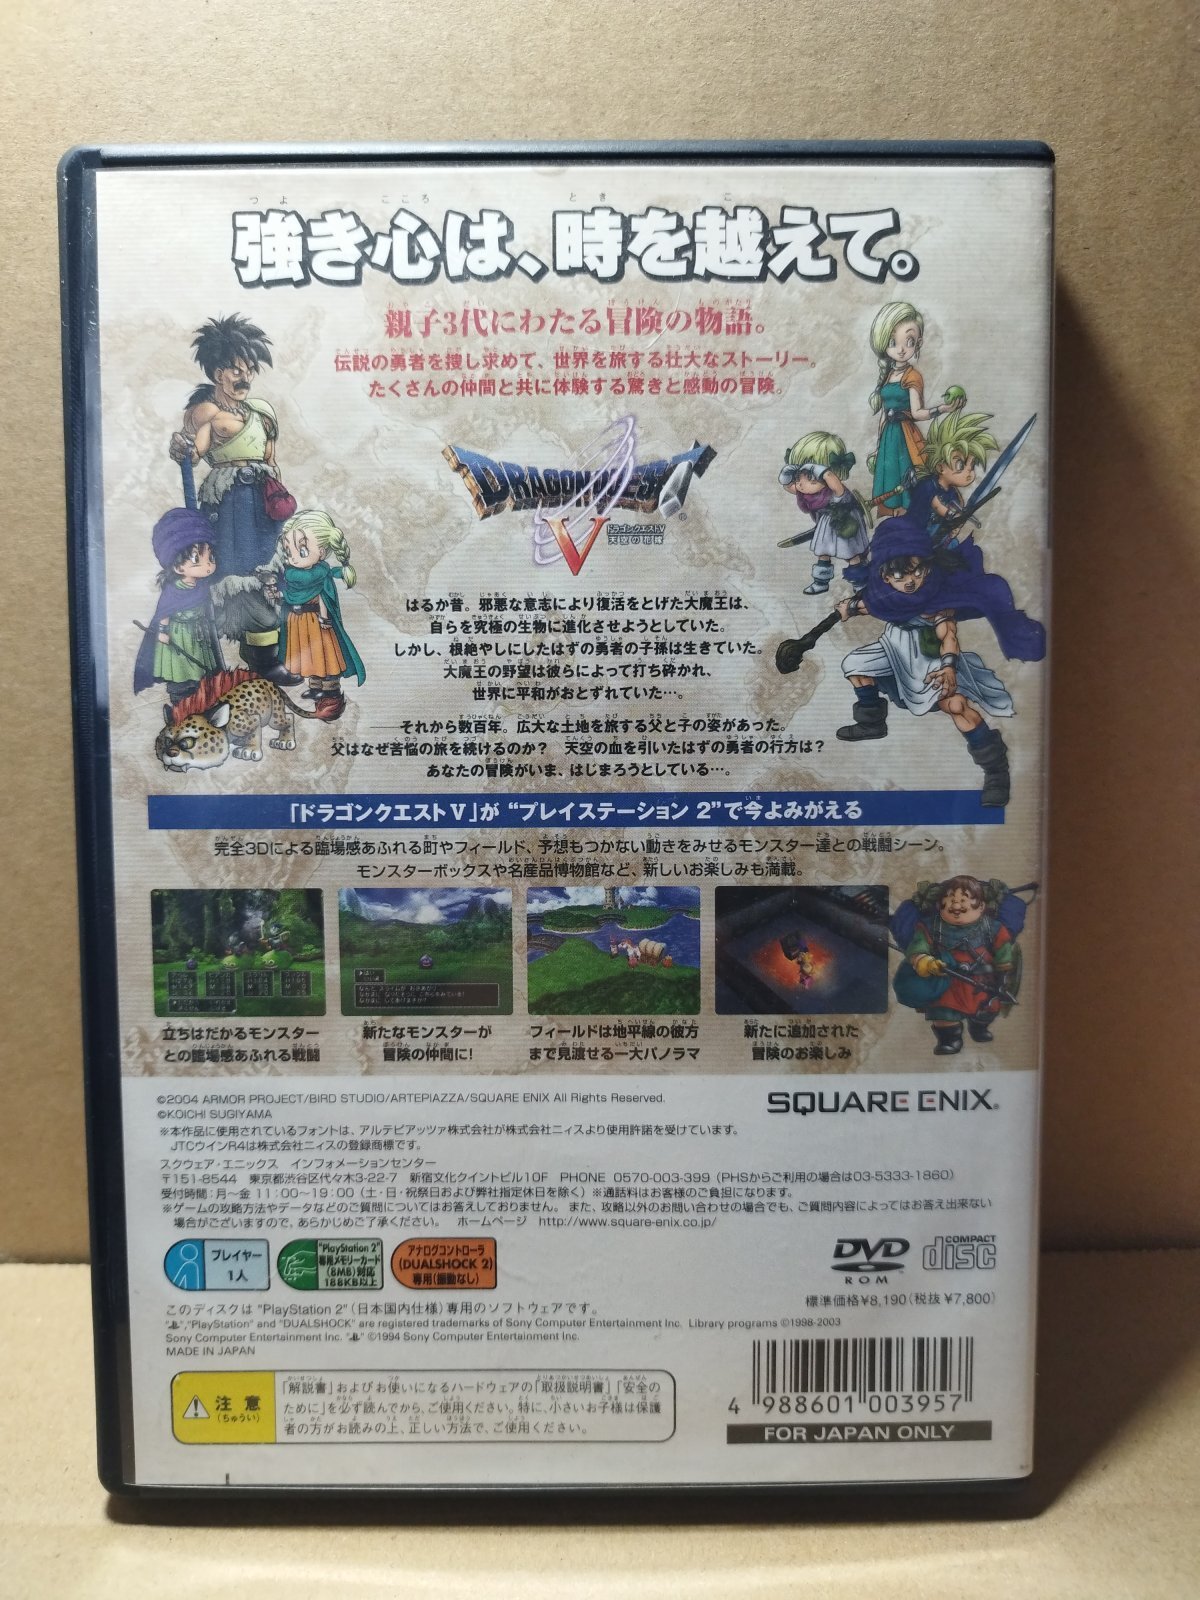 強き心は、時を越えて。
親子3代にわたる冒険の物語。
伝説の勇者を捜し求めて、世界を旅する壮大なストーリー。
たくさんの仲間と共に体験する驚きと感動の冒険。
DRAGON QUEST
V
ドラゴンクエストV
天空の花嫁
はるか昔。邪悪な意志により復活をとげた大魔王は、
自らを究極の生物に進化させようとしていた。
しかし、根絶やしにしたはずの勇者の子孫は生きていた。
大魔王の野望は彼らによって打ち砕かれ、
世界に平和がおとずれていた…。
――それから数百年。広大な土地を旅する父と子の姿があった。
父はなぜ苦悩の旅を続けるのか? 天空の血を引いたはずの勇者の行方は?
あなたの冒険がいま、はじまろうとしている…。
「ドラゴンクエストV」が “プレイステーション 2”で今よみがえる
完全3Dによる臨場感あふれる町やフィールド、予想もつかない動きをみせるモンスター達との戦闘シーン。
モンスターボックスや名産品博物館など、新しいお楽しみも満載。
立ちはだかるモンスター
との臨場感あふれる戦闘
新たなモンスターが
冒険の仲間に!
フィールドは地平線の彼方
まで見渡せる一大パノラマ
新たに追加された
冒険のお楽しみ
©2004 ARMOR PROJECT/BIRD STUDIO/ARTEPIAZZA/SQUARE ENIX All Rights Reserved.
©KOICHI SUGIYAMA
SQUARE ENIX®
※本作品に使用されているフォントは、アルテピアッツァ株式会社が株式会社ニィスより使用許諾を受けています。
JTCウインR4は株式会社ニィスの登録商標です。
スクウェア・エニックス インフォメーションセンター
〒151-8544 東京都渋谷区代々木3-22-7 新宿文化クイントビル10F PHONE 0570-003-399 (PHSからご利用の場合は03-5333-1860)
受付時間:月〜金 11:00〜19:00(土・日・祝祭日および弊社指定休日を除く)※通話料はお客様のご負担になります。
※ゲームの攻略方法やデータなどのご質問についてはお答えしておりません。また、攻略以外のお問い合わせの場合でも、ご質問内容によってはお答え出来ない
場合がございますので、あらかじめご了承ください。 ホームページ http://www.square-enix.co.jp/
プレイヤー
1人
"PlayStation 2"
専用メモリーカード
(8MB)対応
188KB以上
アナログコントローラ
(DUALSHOCK 2)
専用(振動なし)
DVD
ROM
COMPACT
disc
標準価格¥8,190(税抜 ¥7,800)
このディスクは "PlayStation 2"(日本国内仕様)専用のソフトウェアです。
"PlayStation" and "DUALSHOCK" are registered trademarks of Sony Computer Entertainment Inc. Library programs ©1998-2003
Sony Computer Entertainment Inc. ©1994 Sony Computer Entertainment Inc.
MADE IN JAPAN
注意
(ちゅうい)
「解説書」およびお使いになるハードウェアの「取扱説明書」「安全の
ために」を必ず読んでから、ご使用ください。特に、小さいお子様は保護
者の方がお読みの上、正しい方法で、ご使用ください。
4 988601 003957
FOR JAPAN ONLY